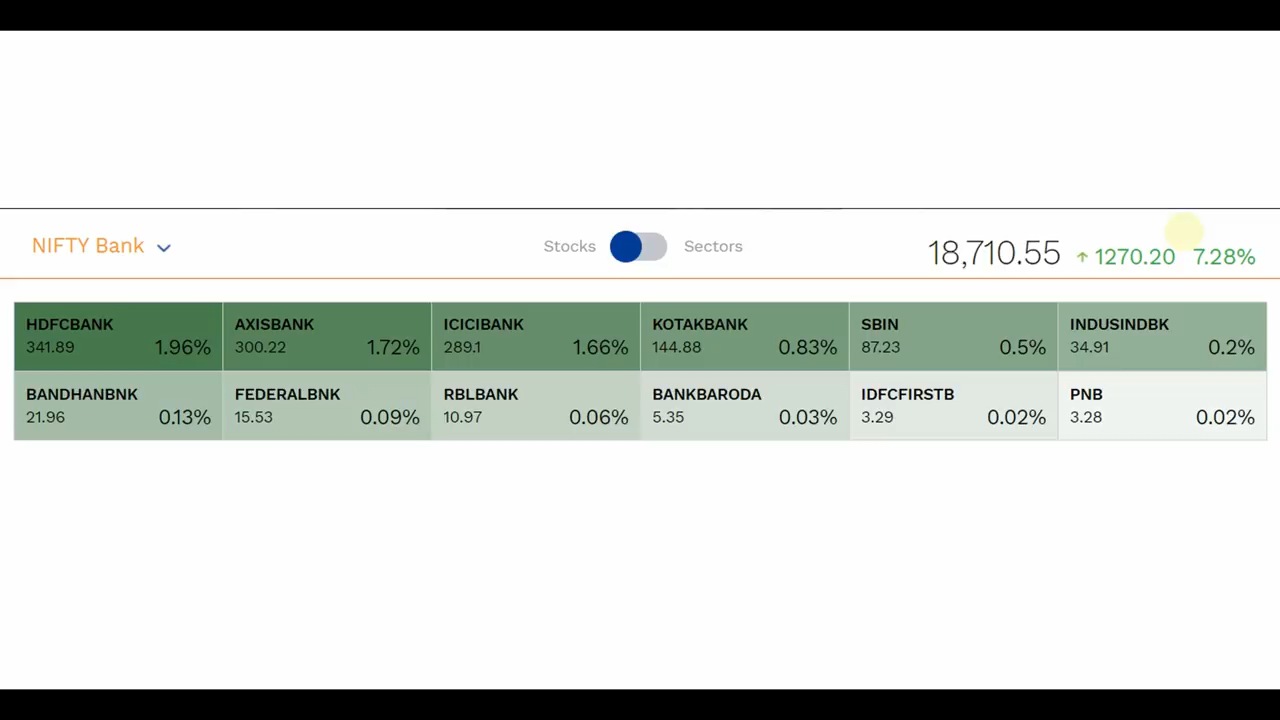 NIFTY Bank Stocks Sectors 18,710.55 ↑ 1270.20 7.28%
HDFCBANK AXISBANK ICICIBANK KOTAKBANK SBIN INDUSINDBK
341.89 1.96% 300.22 1.72% 289.1 1.66% 144.88 0.83% 87.23 0.5% 34.91 0.2%
BANDHANBNK FEDERALBNK RBLBANK BANKBARODA IDFCFIRSTB PNB
21.96 0.13% 15.53 0.09% 10.97 0.06% 5.35 0.03% 3.29 0.02% 3.28 0.02%